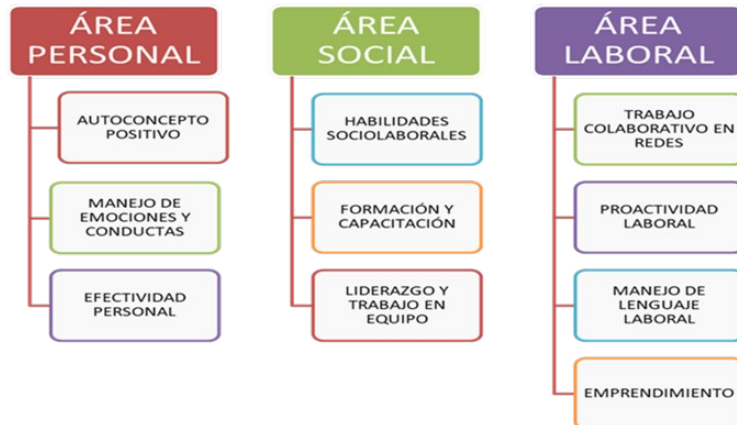 ÁREA
PERSONAL
AUTOCONCEPTO
POSITIVO
MANEJO DE
EMOCIONES Y
CONDUCTAS
EFECTIVIDAD
PERSONAL
ÁREA
SOCIAL
HABILIDADES
SOCIOLABORALES
FORMACIÓN Y
CAPACITACIÓN
LIDERAZGO Y
TRABAJO EN
EQUIPO
ÁREA
LABORAL
TRABAJO
COLABORATIVO EN
REDES
PROACTIVIDAD
LABORAL
MANEJO DE
LENGUAJE
LABORAL
EMPRENDIMIENTO